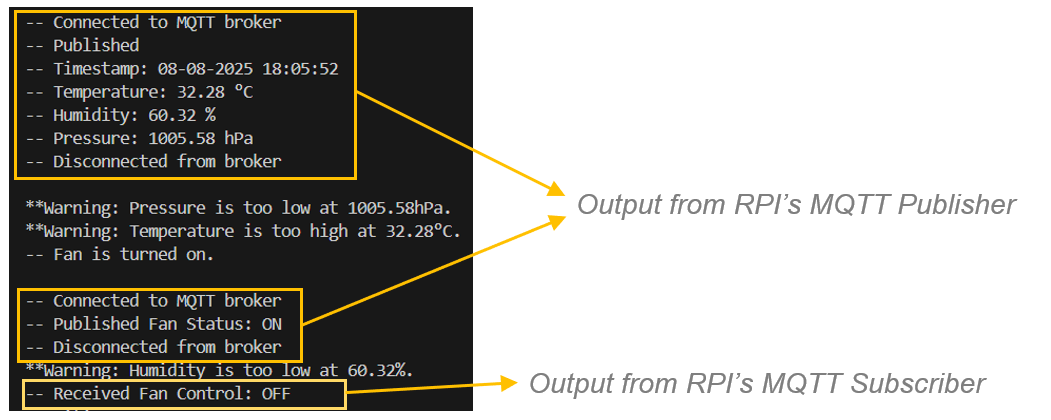 -- Connected to MQTT broker
-- Published
-- Timestamp: 08-08-2025 18:05:52
-- Temperature: 32.28 °C
-- Humidity: 60.32 %
-- Pressure: 1005.58 hPa
-- Disconnected from broker
**Warning: Pressure is too low at 1005.58hPa.
**Warning: Temperature is too high at 32.28°C.
-- Fan is turned on.
-- Connected to MQTT broker
-- Published Fan Status: ON
-- Disconnected from broker
**Warning: Humidity is too low at 60.32%.
-- Received Fan Control: OFF
Output from RPI's MQTT Publisher
Output from RPI's MQTT Subscriber